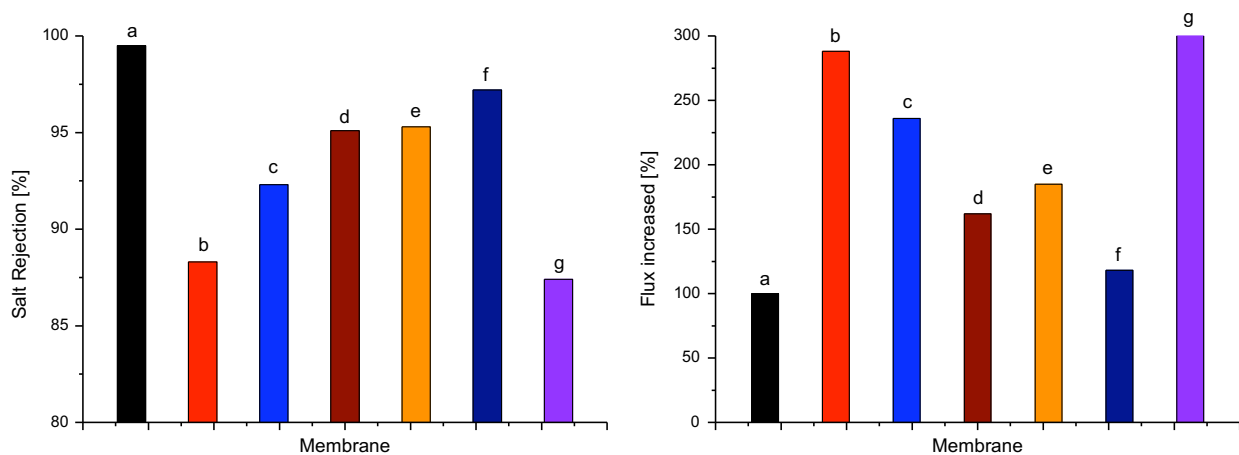 Salt Rejection [%]
100
95
90
85
80
a
b
c
d
e
f
g
Membrane
Flux increased [%]
300
250
200
150
100
50
0
a
b
c
d
e
f
g
Membrane